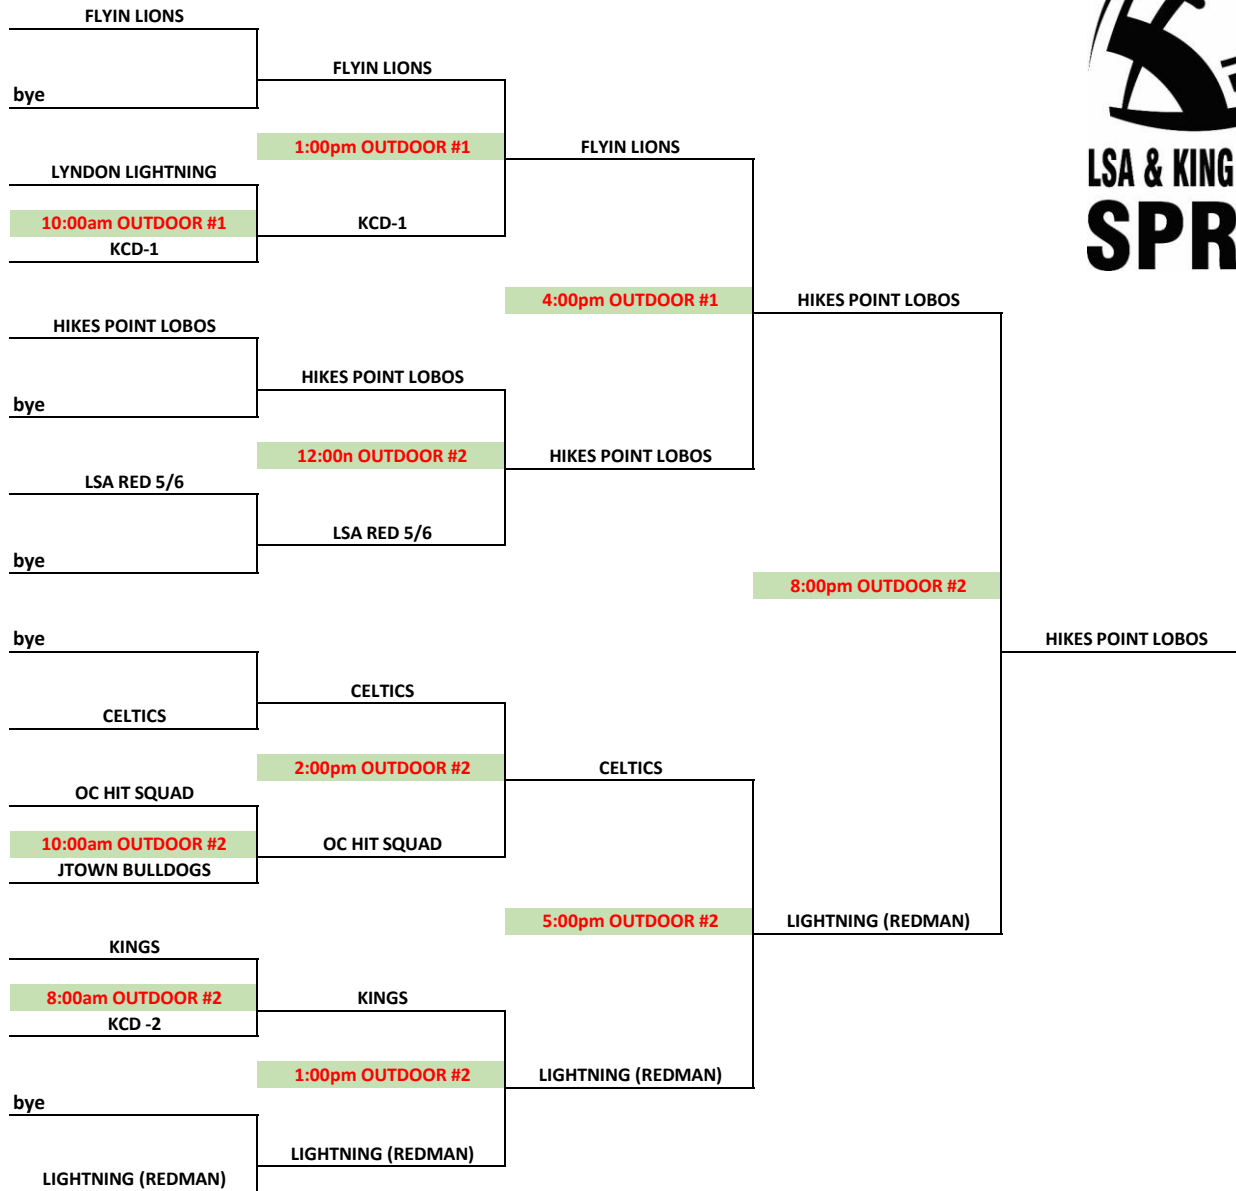 FLYIN LIONS
FLYIN LIONS
bye
1:00pm OUTDOOR #1
FLYIN LIONS
LYNDON LIGHTNING
10:00am OUTDOOR #1
KCD-1
KCD-1
LSA & KING
SPR
4:00pm OUTDOOR #1
HIKES POINT LOBOS
HIKES POINT LOBOS
HIKES POINT LOBOS
bye
12:00n OUTDOOR #2
HIKES POINT LOBOS
LSA RED 5/6
LSA RED 5/6
bye
8:00pm OUTDOOR #2
bye
HIKES POINT LOBOS
CELTICS
CELTICS
2:00pm OUTDOOR #2
CELTICS
OC HIT SQUAD
10:00am OUTDOOR #2
OC HIT SQUAD
JTOWN BULLDOGS
5:00pm OUTDOOR #2
LIGHTNING (REDMAN)
KINGS
8:00am OUTDOOR #2
KINGS
KCD -2
1:00pm OUTDOOR #2
LIGHTNING (REDMAN)
bye
LIGHTNING (REDMAN)
LIGHTNING (REDMAN)